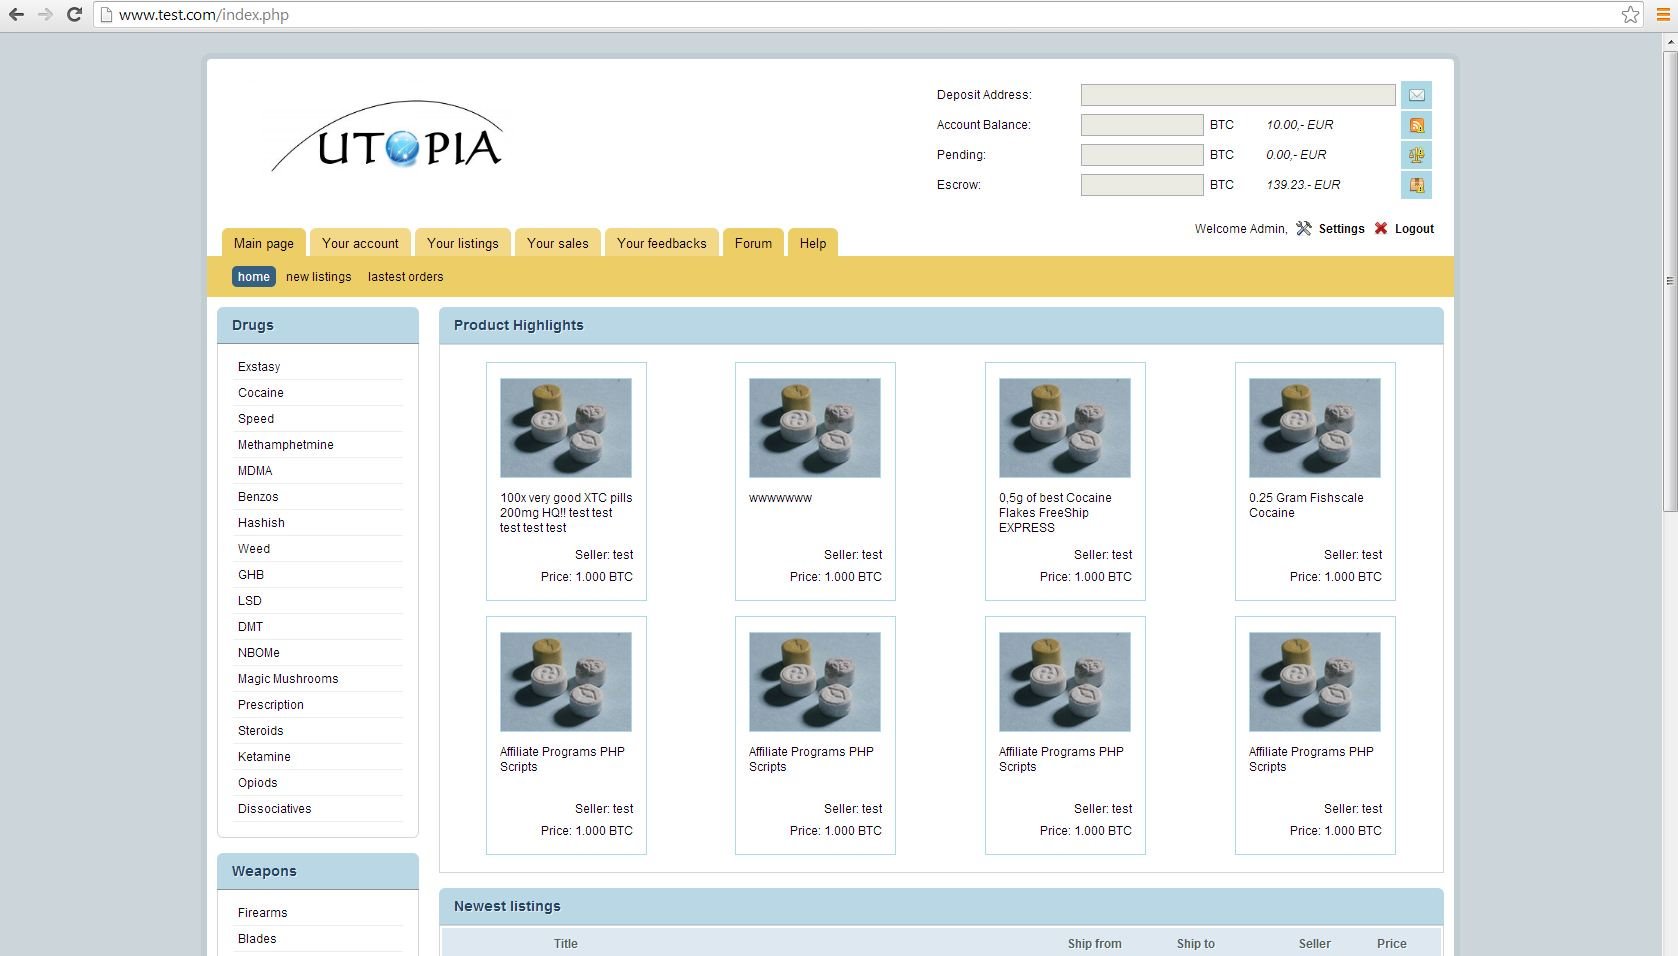 www.test.com/index.php
UTOPIA
Deposit Address:
Account Balance: BTC 10.00,- EUR
Pending: BTC 0.00,- EUR
Escrow: BTC 139.23.- EUR
Welcome Admin, Settings Logout
Main page Your account Your listings Your sales Your feedbacks Forum Help
home new listings lastest orders
Drugs
Exstasy
Cocaine
Speed
Methamphetmine
MDMA
Benzos
Hashish
Weed
GHB
LSD
DMT
NBOMe
Magic Mushrooms
Prescription
Steroids
Ketamine
Opiods
Dissociatives
Weapons
Firearms
Blades
Product Highlights
100x very good XTC pills
200mg HQ!! test test
test test test
Seller: test
Price: 1.000 BTC
wwwwwww
Seller: test
Price: 1.000 BTC
0,5g of best Cocaine
Flakes FreeShip
EXPRESS
Seller: test
Price: 1.000 BTC
0.25 Gram Fishscale
Cocaine
Seller: test
Price: 1.000 BTC
Affiliate Programs PHP
Scripts
Seller: test
Price: 1.000 BTC
Affiliate Programs PHP
Scripts
Seller: test
Price: 1.000 BTC
Affiliate Programs PHP
Scripts
Seller: test
Price: 1.000 BTC
Affiliate Programs PHP
Scripts
Seller: test
Price: 1.000 BTC
Newest listings
Title Ship from Ship to Seller Price